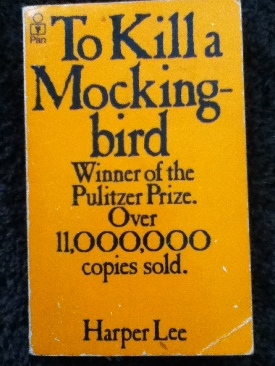 Pan
To Kill a
Mocking-
bird
Winner of the
Pulitzer Prize.
Over
11,000,000
copies sold.
Harper Lee